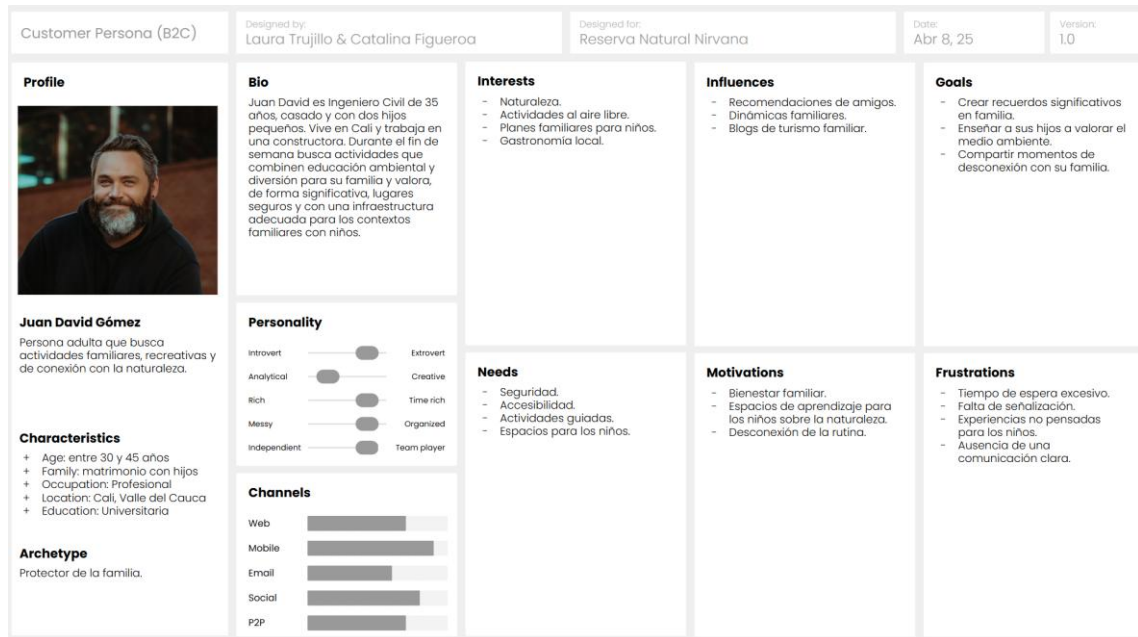 Customer Persona (B2C)
Designed by:
Laura Trujillo & Catalina Figueroa
Designed for:
Reserva Natural Nirvana
Date:
Abr 8, 25
Version:
1.0
Profile
Juan David Gómez
Persona adulta que busca
actividades familiares, recreativas y
de conexión con la naturaleza.
Characteristics
+ Age: entre 30 y 45 años
+ Family: matrimonio con hijos
+ Occupation: Profesional
+ Location: Cali, Valle del Cauca
+ Education: Universitaria
Archetype
Protector de la familia.
Bio
Juan David es Ingeniero Civil de 35
años, casado y con dos hijos
pequeños. Vive en Cali y trabaja en
una constructora. Durante el fin de
semana busca actividades que
combinen educación ambiental y
diversión para su familia y valora,
de forma significativa, lugares
seguros y con una infraestructura
adecuada para los contextos
familiares con niños.
Personality
Introvert Extrovert
Analytical Creative
Rich Time rich
Messy Organized
Independent Team player
Channels
Web
Mobile
Email
Social
P2P
Interests
- Naturaleza.
- Actividades al aire libre.
- Planes familiares para niños.
- Gastronomía local.
Influences
- Recomendaciones de amigos.
- Dinámicas familiares.
- Blogs de turismo familiar.
Goals
- Crear recuerdos significativos
en familia.
- Enseñar a sus hijos a valorar el
medio ambiente.
- Compartir momentos de
desconexión con su familia.
Needs
- Seguridad.
- Accesibilidad.
- Actividades guiadas.
- Espacios para los niños.
Motivations
- Bienestar familiar.
- Espacios de aprendizaje para
los niños sobre la naturaleza.
- Desconexión de la rutina.
Frustrations
- Tiempo de espera excesivo.
- Falta de señalización.
- Experiencias no pensadas
para los niños.
- Ausencia de una
comunicación clara.